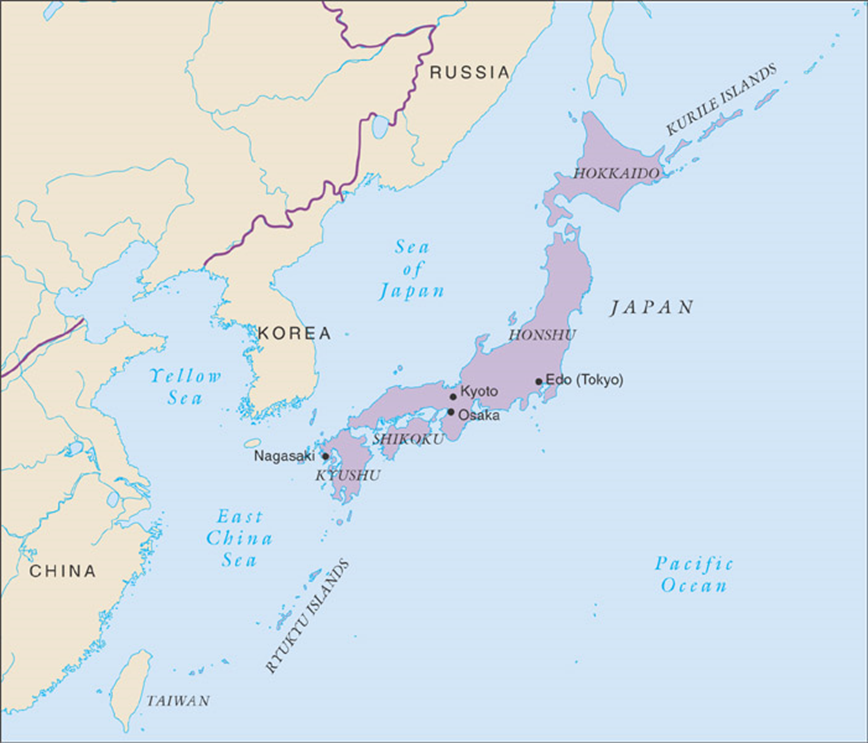 RUSSIA
KURILE ISLANDS
HOKKAIDO
Sea
of
Japan
JAPAN
KOREA
HONSHU
Yellow
Sea
Edo (Tokyo)
Kyoto
Osaka
SHIKOKU
Nagasaki
KYUSHU
East
China
Sea
Pacific
Ocean
CHINA
RYUKYU ISLANDS
TAIWAN